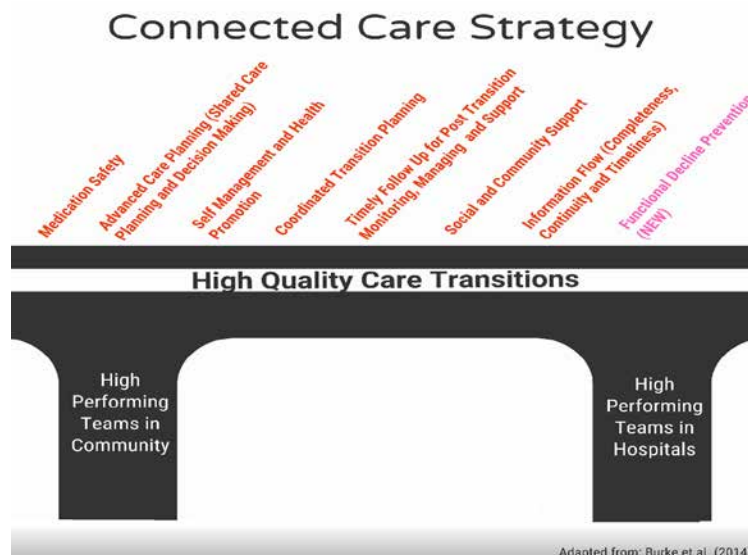 Connected Care Strategy
Medication Safety
Advanced Care Planning (Shared Care
Planning and Decision Making)
Self Management and Health
Promotion
Coordinated Transition Planning
Timely Follow Up for Post Transition
Monitoring, Managing and Support
Social and Community Support
Information Flow (Completeness,
Continuity and Timeliness)
Functional Decline Prevention
(NEW)
High Quality Care Transitions
High
Performing
Teams in
Community
High
Performing
Teams in
Hospitals
Adapted from: Burke et al. (2014